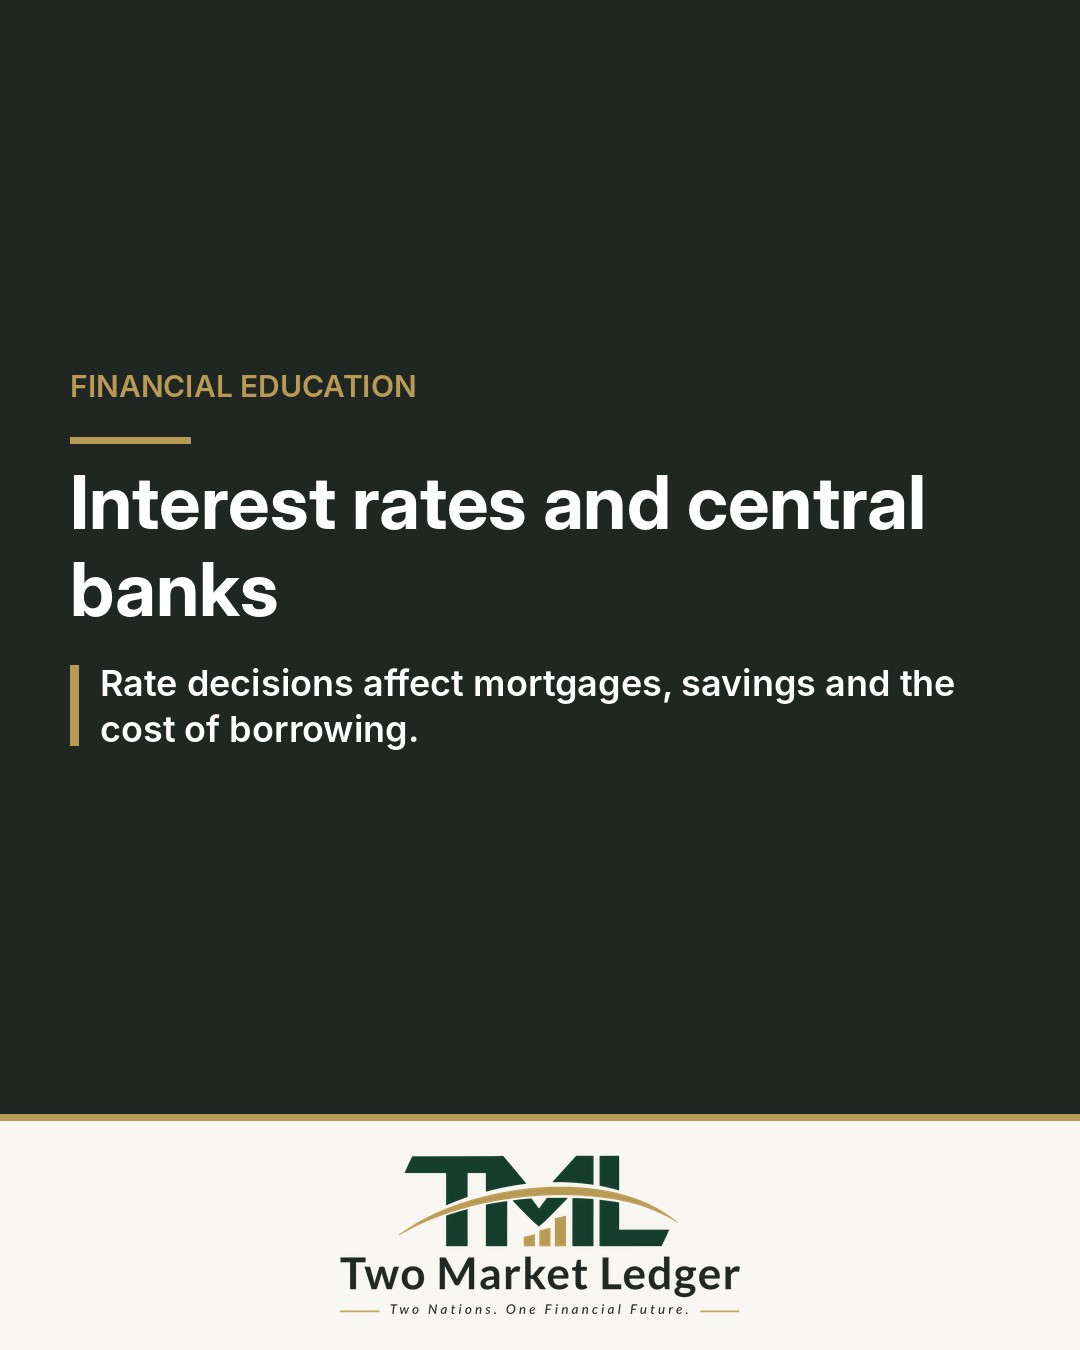 FINANCIAL EDUCATION
Interest rates and central
banks
Rate decisions affect mortgages, savings and the
cost of borrowing.
TML
Two Market Ledger
Two Nations. One Financial Future.